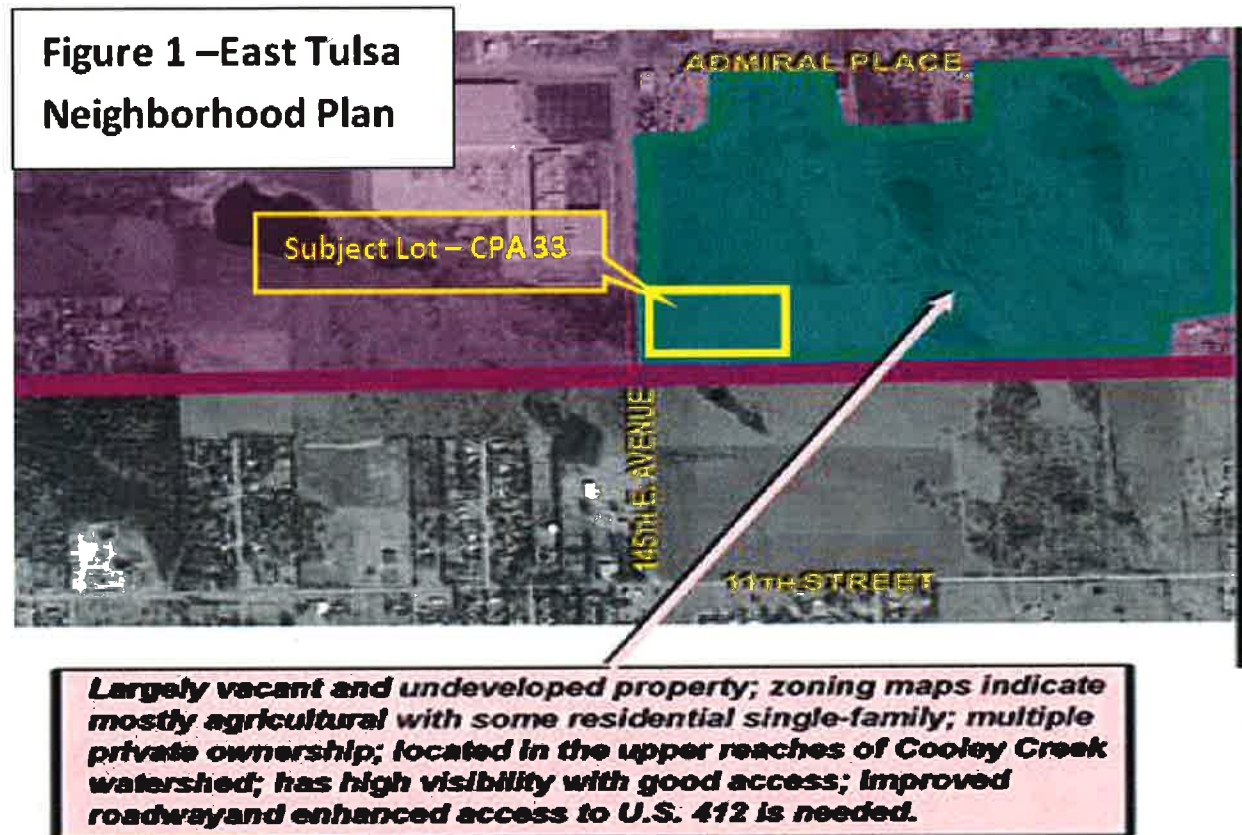 Figure 1 –East Tulsa
Neighborhood Plan
ADMIRAL PLACE
Subject Lot – CPA 33
145TH E. AVENUE
11TH STREET
Largely vacant and undeveloped property; zoning maps indicate
mostly agricultural with some residential single-family; multiple
private ownership; located in the upper reaches of Cooley Creek
watershed; has high visibility with good access; improved
roadwayand enhanced access to U.S. 412 is needed.